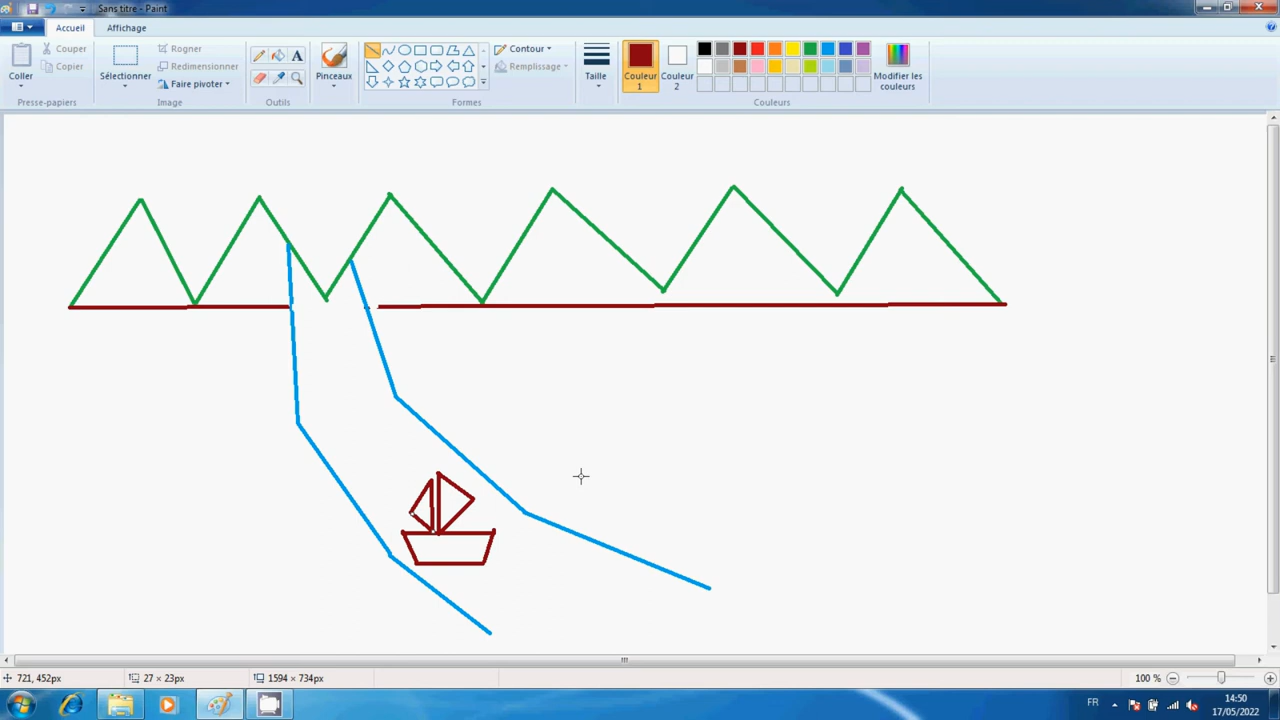 Sans titre - Paint
Accueil
Affichage
Coller
Couper
Copier
Presse-papiers
Sélectionner
Rogner
Redimensionner
Faire pivoter
Image
A
Outils
Pinceaux
Contour
Remplissage
Formes
Taille
Couleur 1
Couleur 2
Modifier les couleurs
Couleurs
721, 452px
27 × 23px
1594 × 734px
100 %
FR
14:50
17/05/2022